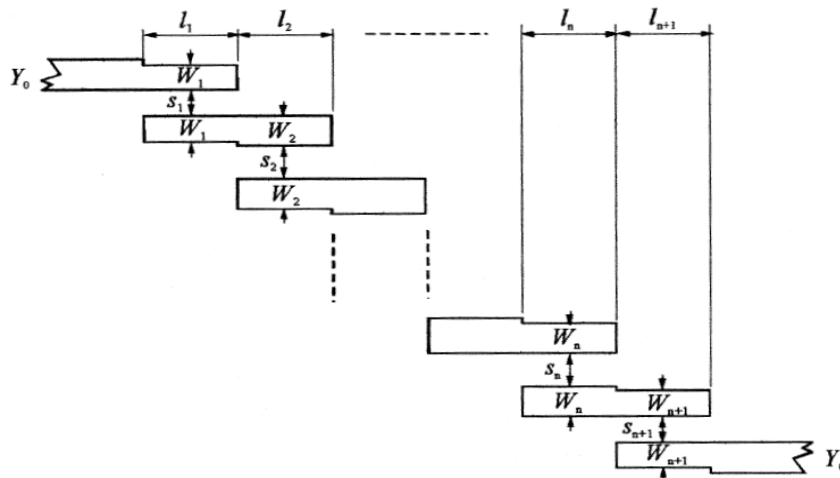 l₁ l₂ lₙ lₙ₊₁
Y₀ W₁
s₁
W₁ W₂
s₂
W₂
Wₙ
sₙ
Wₙ Wₙ₊₁
sₙ₊₁
Wₙ₊₁